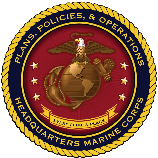 PLANS, POLICIES, & OPERATIONS
HEADQUARTERS MARINE CORPS